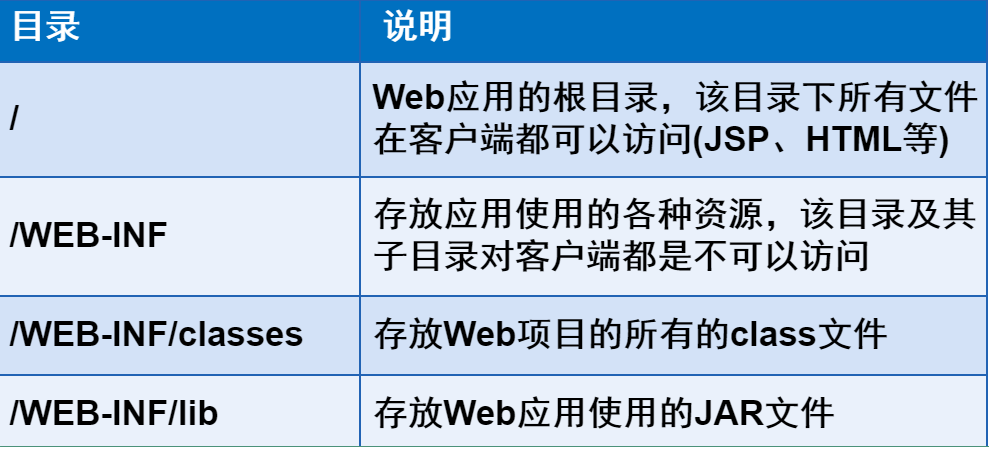 目录
说明
/
Web应用的根目录，该目录下所有文件
在客户端都可以访问(JSP、HTML等)
/WEB-INF
存放应用使用的各种资源，该目录及其
子目录对客户端都是不可以访问
/WEB-INF/classes
存放Web项目的所有的class文件
/WEB-INF/lib
存放Web应用使用的JAR文件